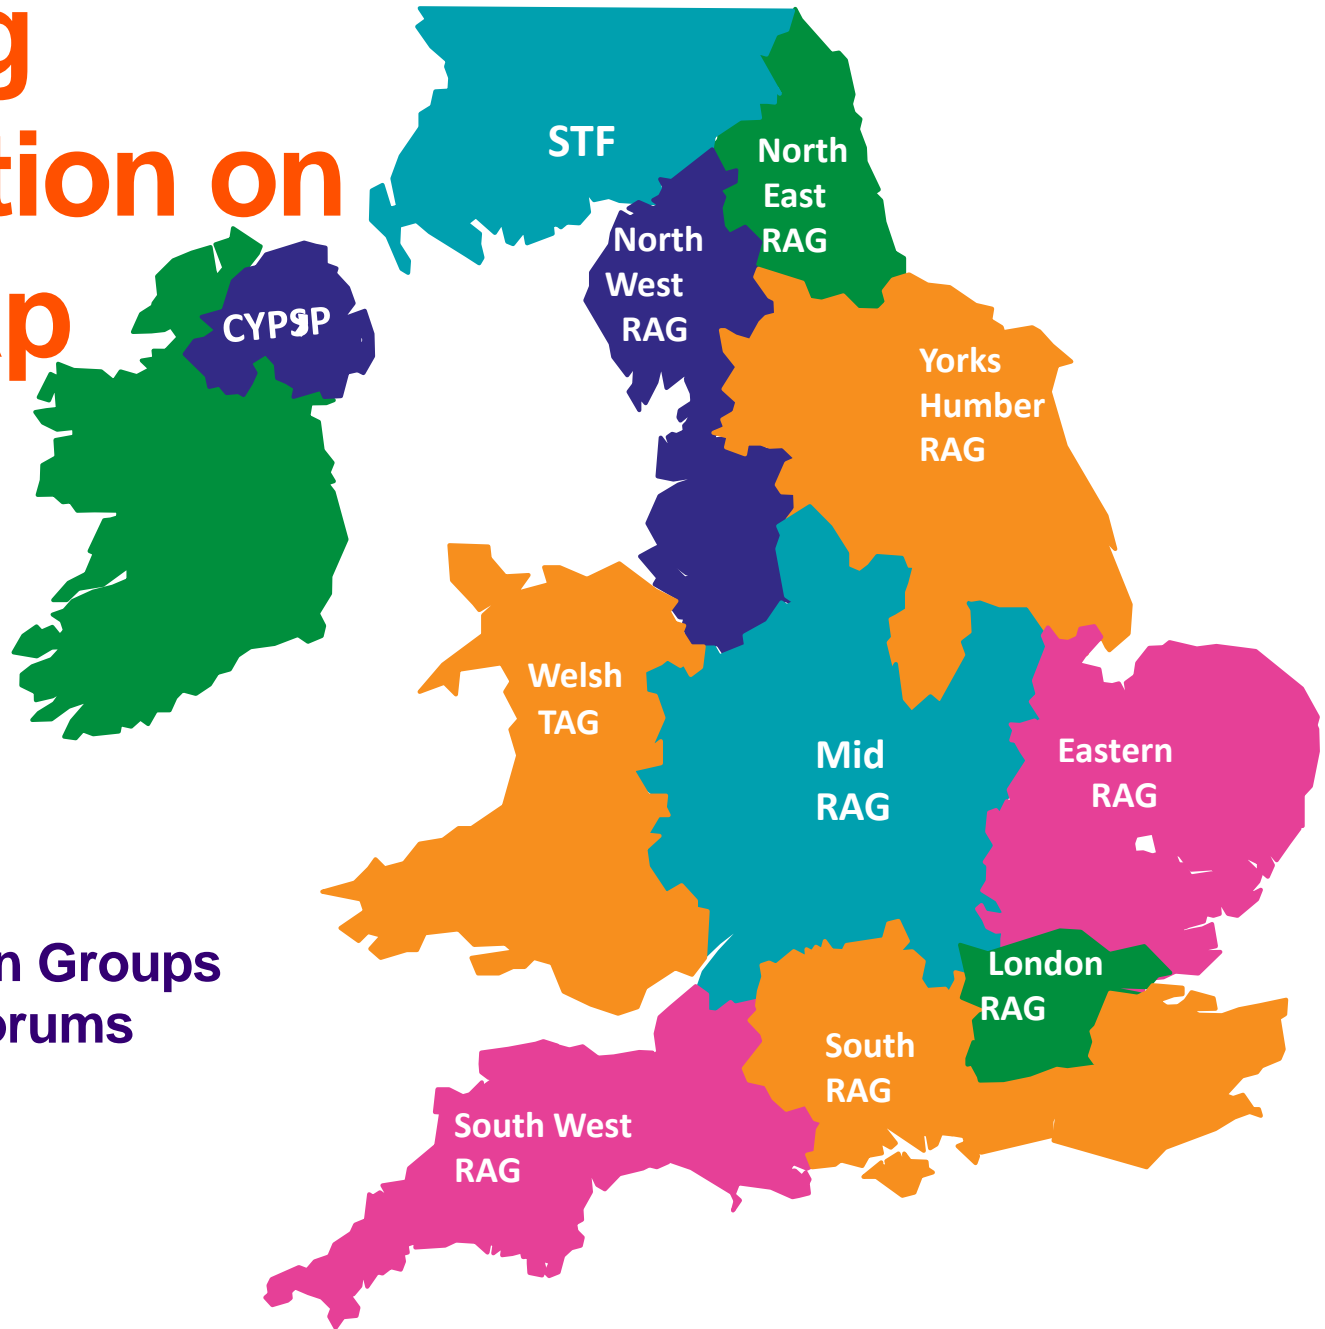 g
tion on
p
STF
North
East
RAG
North
West
RAG
CYPSP
Yorks
Humber
RAG
Welsh
TAG
Mid
RAG
Eastern
RAG
n Groups
orums
London
RAG
South
RAG
South West
RAG